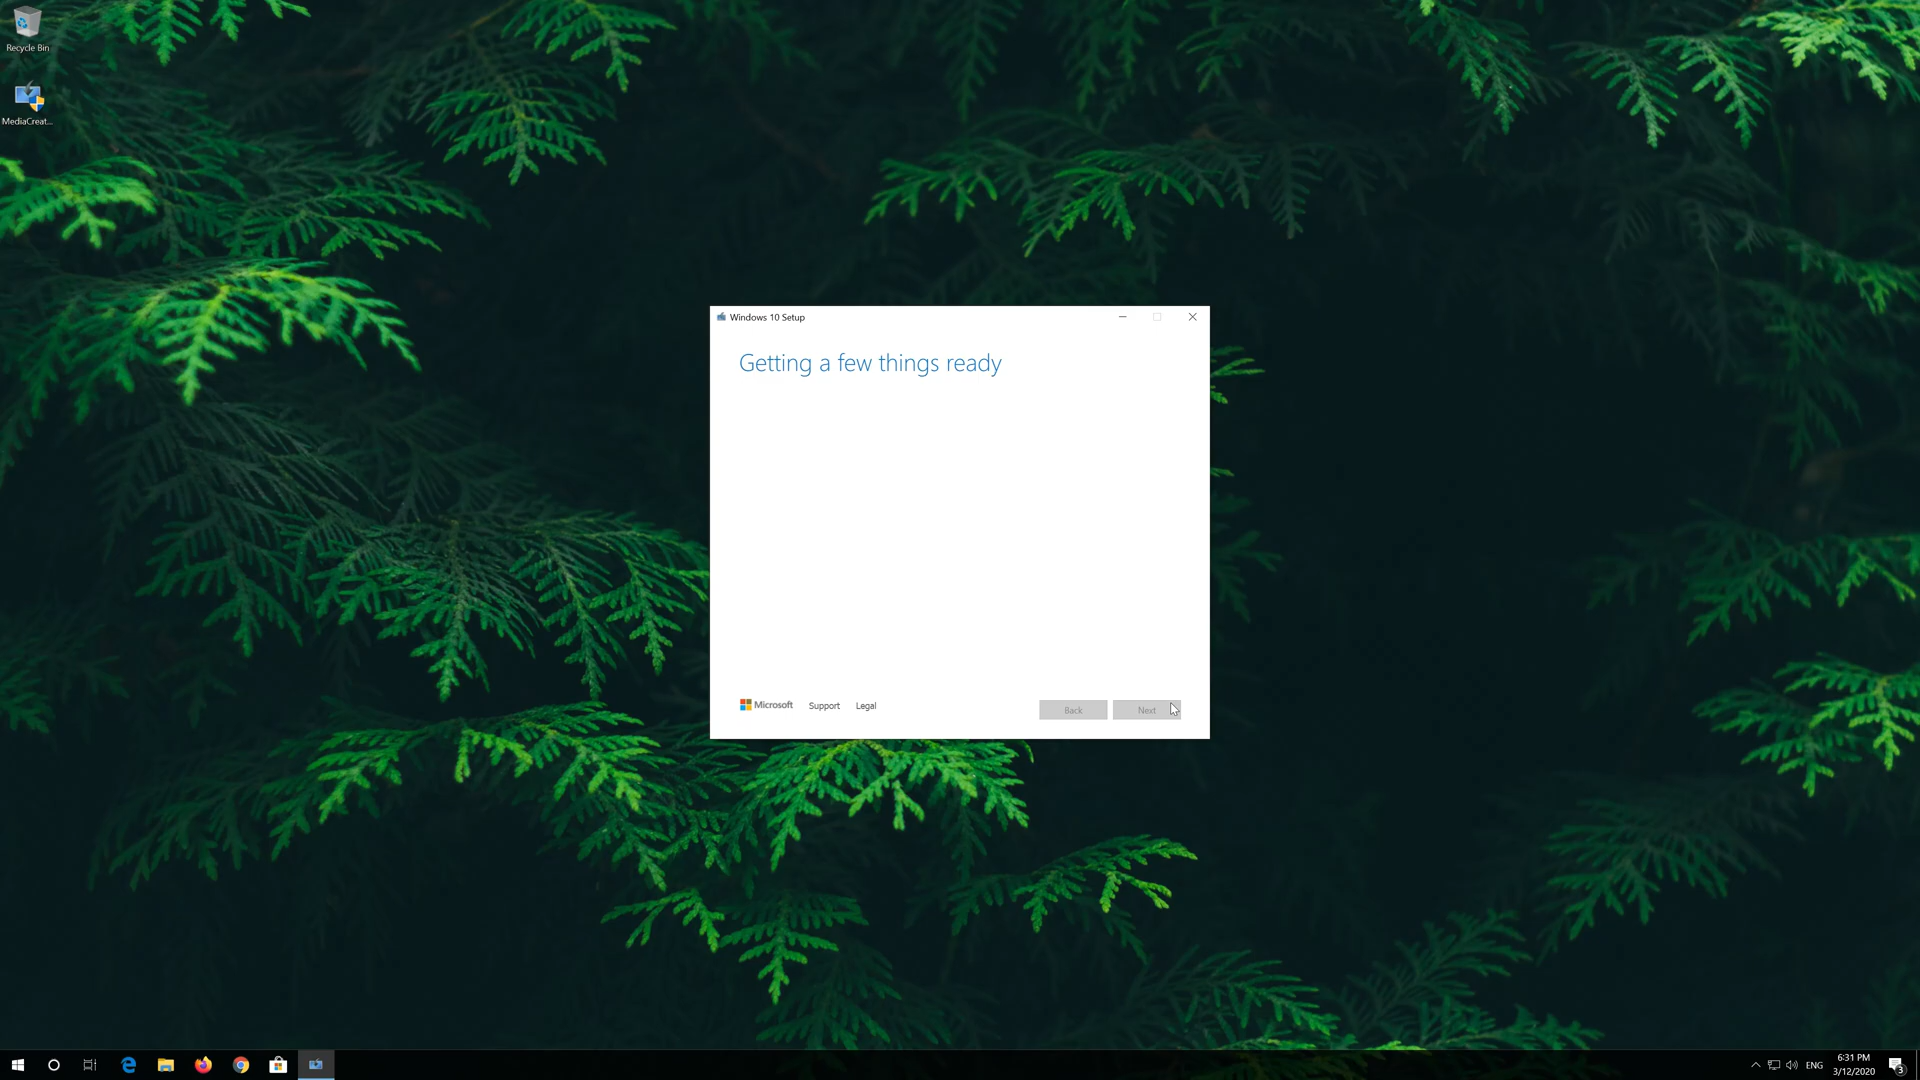 Recycle Bin
MediaCreat...
Windows 10 Setup
Getting a few things ready
Microsoft
Support
Legal
Back
Next
ENG
6:31 PM
3/12/2020
3